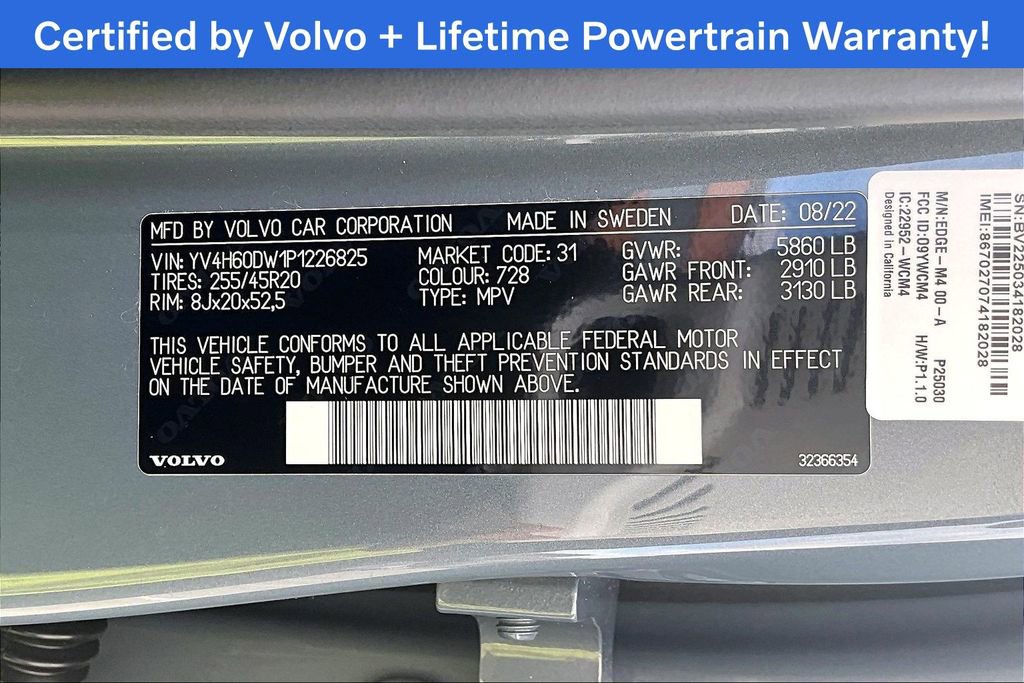 Certified by Volvo + Lifetime Powertrain Warranty!
MFD BY VOLVO CAR CORPORATION MADE IN SWEDEN DATE: 08/22
VIN: YV4H60DW1P1226825 MARKET CODE: 31 GVWR: 5860 LB
TIRES: 255/45R20 COLOUR: 728 GAWR FRONT: 2910 LB
RIM: 8Jx20x52,5 TYPE: MPV GAWR REAR: 3130 LB
THIS VEHICLE CONFORMS TO ALL APPLICABLE FEDERAL MOTOR
VEHICLE SAFETY, BUMPER AND THEFT PREVENTION STANDARDS IN EFFECT
ON THE DATE OF MANUFACTURE SHOWN ABOVE.
VOLVO 32366354
SN:BV225034182028
IMEI:867027074182028
M/N:EDGE-M4 00-A P25030
FCC ID:O9YWCM4 H/W:P1.1.0
IC:22952-WCM4
Designed in California